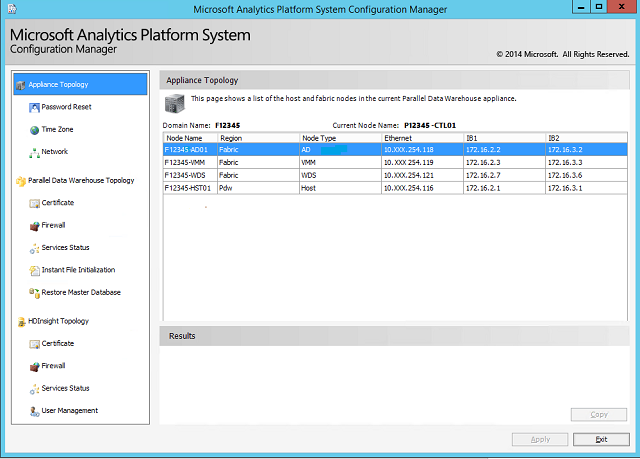 Microsoft Analytics Platform System Configuration Manager
Microsoft Analytics Platform System
Configuration Manager
© 2014 Microsoft. All Rights Reserved.
Appliance Topology
Password Reset
Time Zone
Network
Parallel Data Warehouse Topology
Certificate
Firewall
Services Status
Instant File Initialization
Restore Master Database
HDInsight Topology
Certificate
Firewall
Services Status
User Management
Appliance Topology
This page shows a list of the host and fabric nodes in the current Parallel Data Warehouse appliance.
Domain Name: F12345 Current Node Name: P12345-CTL01
Node Name Region Node Type Ethernet IB1 IB2
F12345-AD01 Fabric AD 10.XXX.254.118 172.16.2.2 172.16.3.2
F12345-VMM Fabric VMM 10.XXX.254.119 172.16.2.3 172.16.3.3
F12345-WDS Fabric WDS 10.XXX.254.121 172.16.2.7 172.16.3.6
F12345-HST01 Pdw Host 10.XXX.254.116 172.16.2.1 172.16.3.1
Results
Copy
Apply Exit